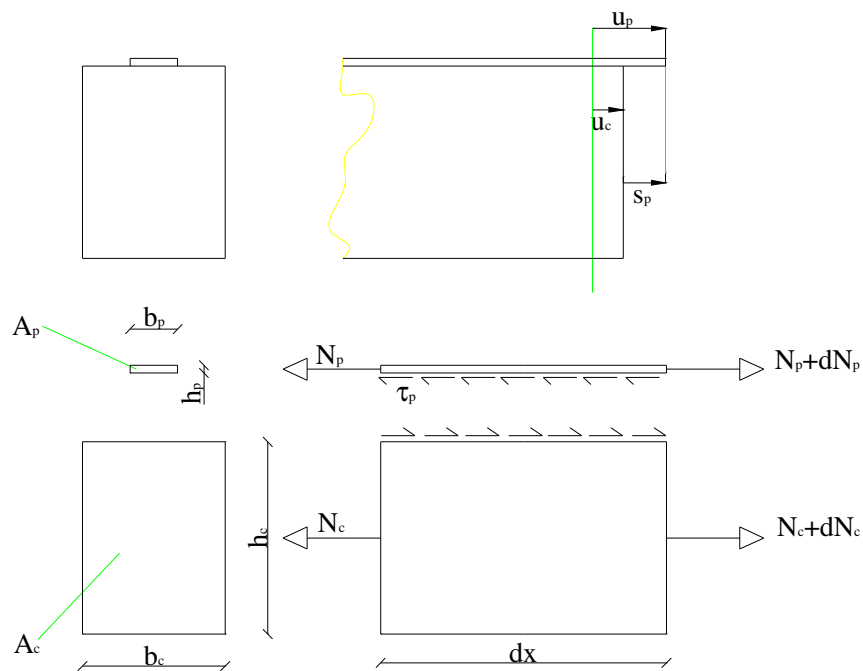 uₚ
u꜀
sₚ
Aₚ
bₚ
hₚ
Nₚ
τₚ
Nₚ+dNₚ
h꜀
N꜀
N꜀+dN꜀
A꜀
b꜀
dx